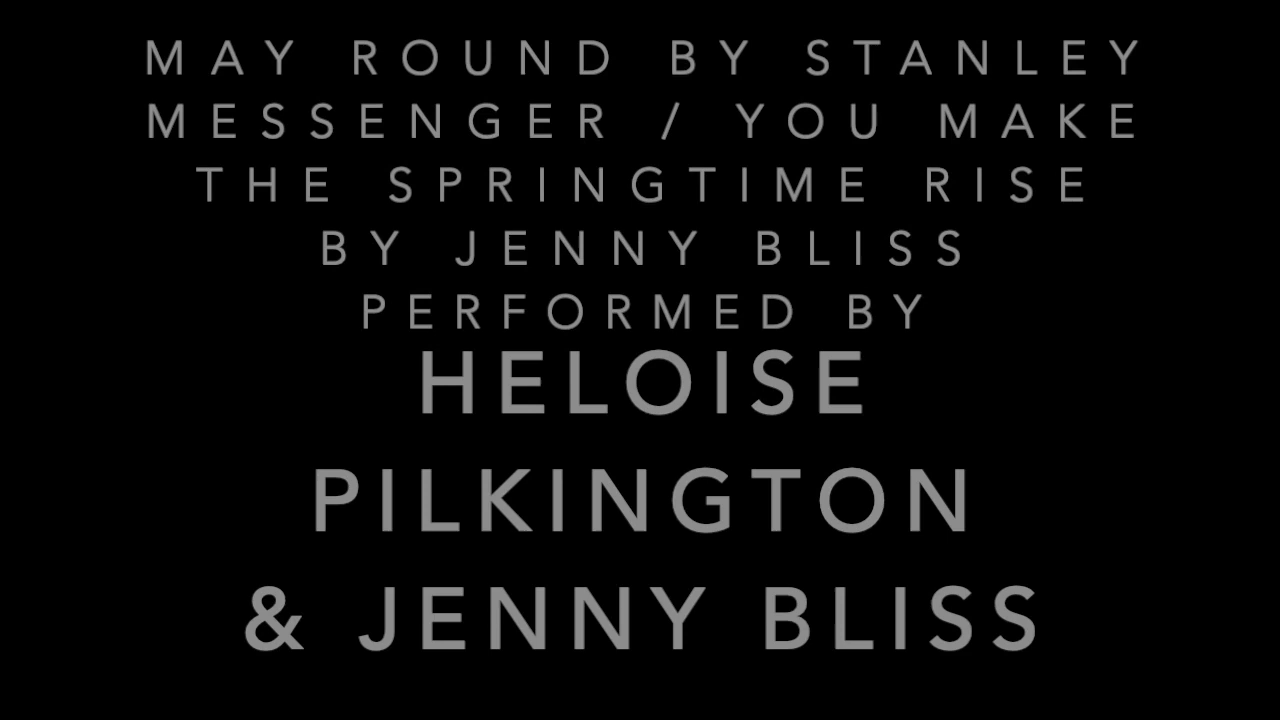 MAY ROUND BY STANLEY
MESSENGER / YOU MAKE
THE SPRINGTIME RISE
BY JENNY BLISS
PERFORMED BY
HELOISE
PILKINGTON
& JENNY BLISS